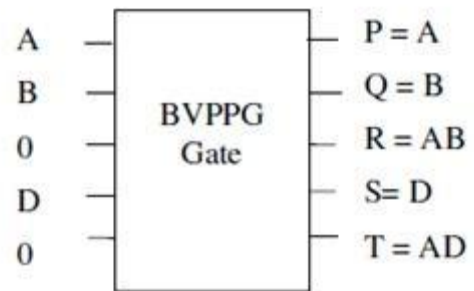 A
B
0
D
0
BVPPG
Gate
P = A
Q = B
R = AB
S= D
T = AD